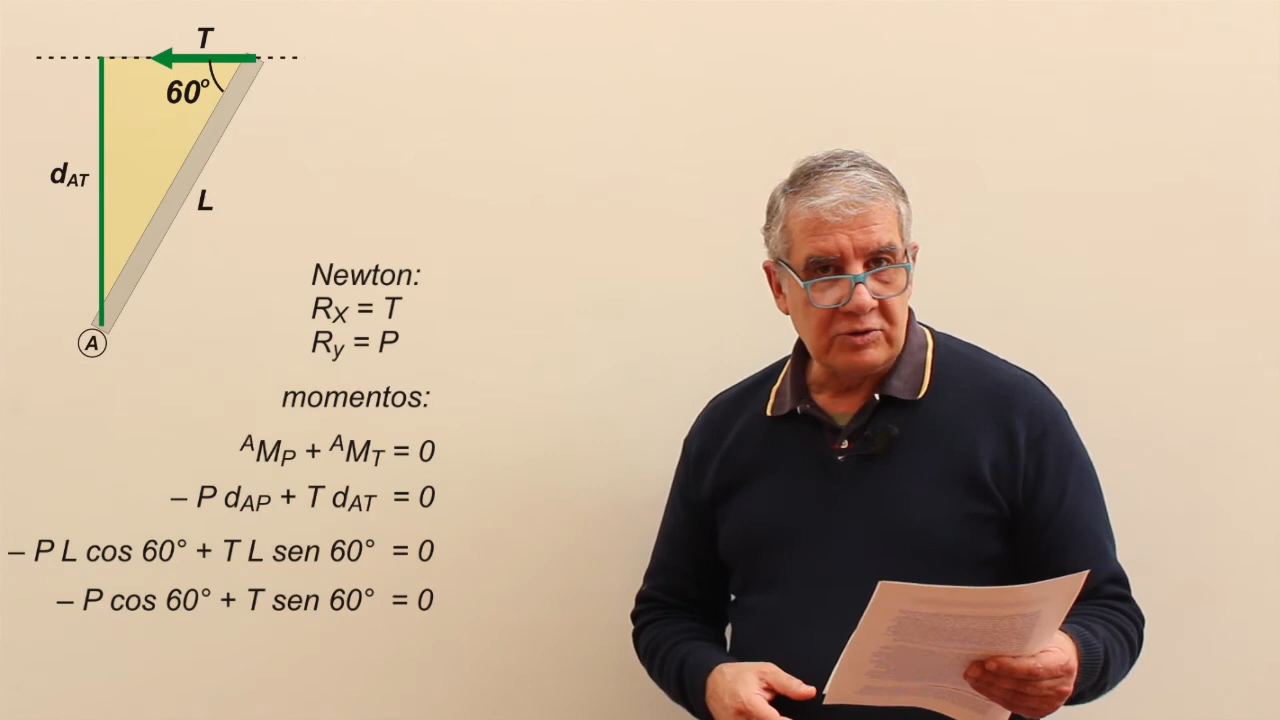 T
60º
dAT
L
A
Newton:
RX = T
Ry = P
momentos:
AMP + AMT = 0
– P dAP + T dAT = 0
– P L cos 60° + T L sen 60° = 0
– P cos 60° + T sen 60° = 0